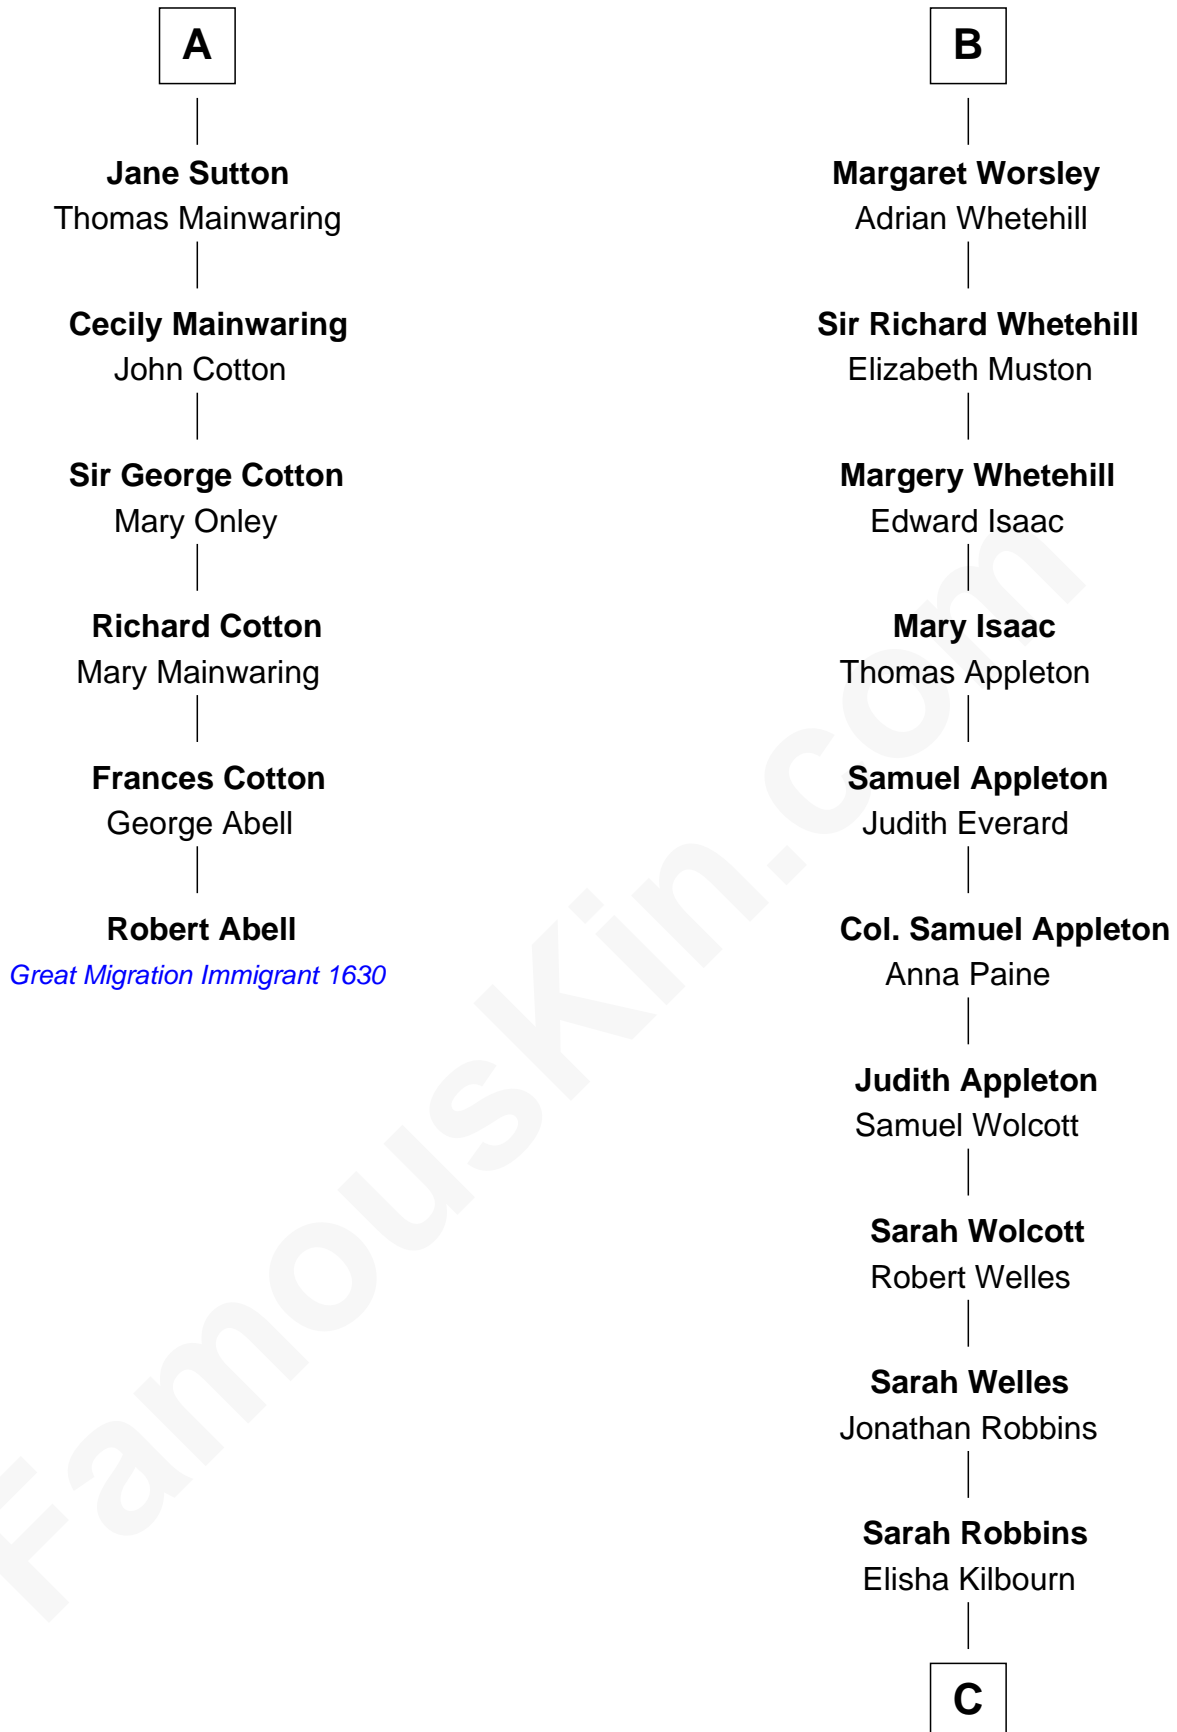 A
Jane Sutton
Thomas Mainwaring
Cecily Mainwaring
John Cotton
Sir George Cotton
Mary Onley
Richard Cotton
Mary Mainwaring
Frances Cotton
George Abell
Robert Abell
Great Migration Immigrant 1630
B
Margaret Worsley
Adrian Whetehill
Sir Richard Whetehill
Elizabeth Muston
Margery Whetehill
Edward Isaac
Mary Isaac
Thomas Appleton
Samuel Appleton
Judith Everard
Col. Samuel Appleton
Anna Paine
Judith Appleton
Samuel Wolcott
Sarah Wolcott
Robert Welles
Sarah Welles
Jonathan Robbins
Sarah Robbins
Elisha Kilbourn
C
FamousKin.com